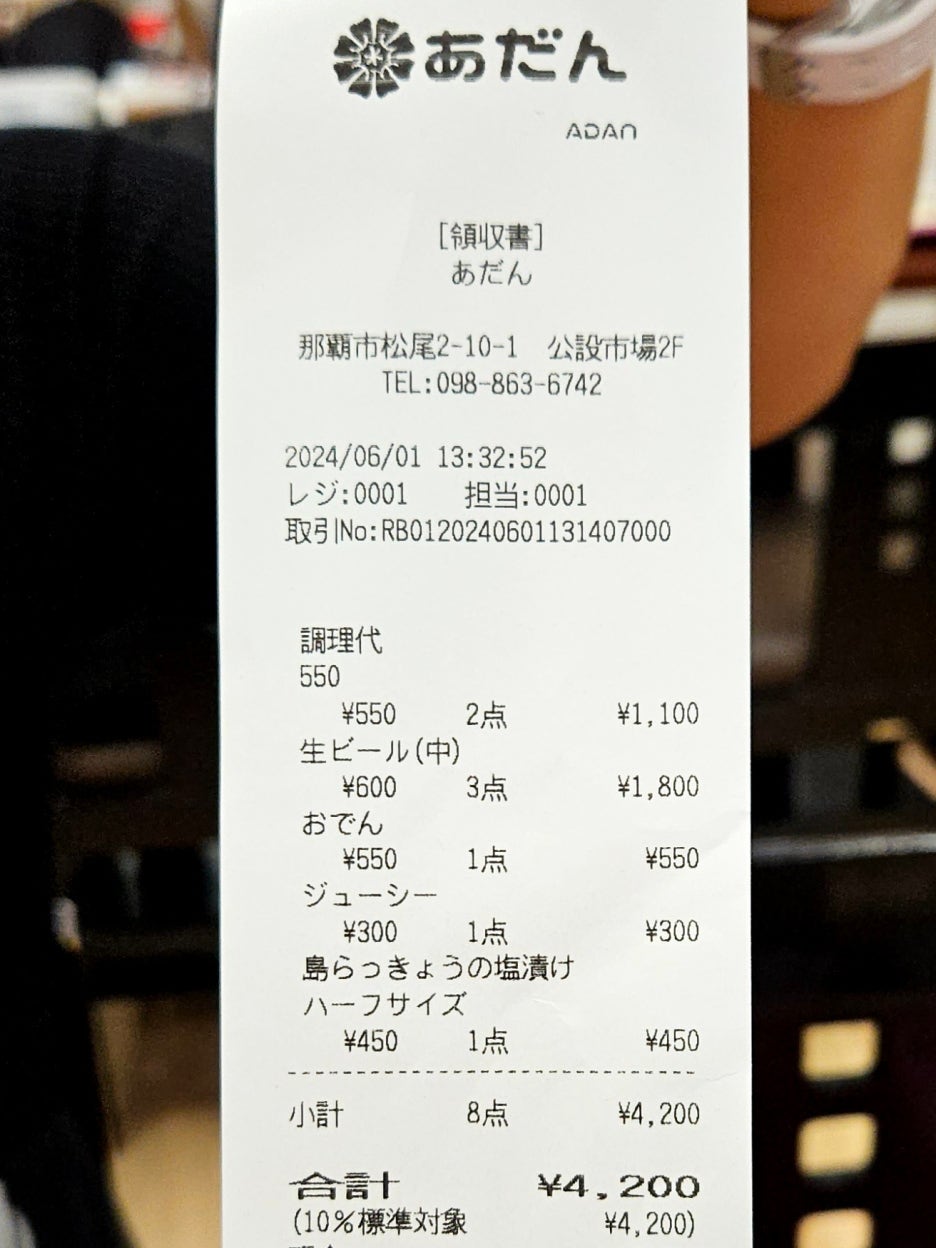 あだん
ADAN
[領収書]
あだん
那覇市松尾2-10-1 公設市場2F
TEL:098-863-6742
2024/06/01 13:32:52
レジ:0001 担当:0001
取引No:RB0120240601131407000
調理代
550
¥550 2点 ¥1,100
生ビール(中)
¥600 3点 ¥1,800
おでん
¥550 1点 ¥550
ジューシー
¥300 1点 ¥300
島らっきょうの塩漬け
ハーフサイズ
¥450 1点 ¥450
小計 8点 ¥4,200
合計 ¥4,200
(10%標準対象 ¥4,200)